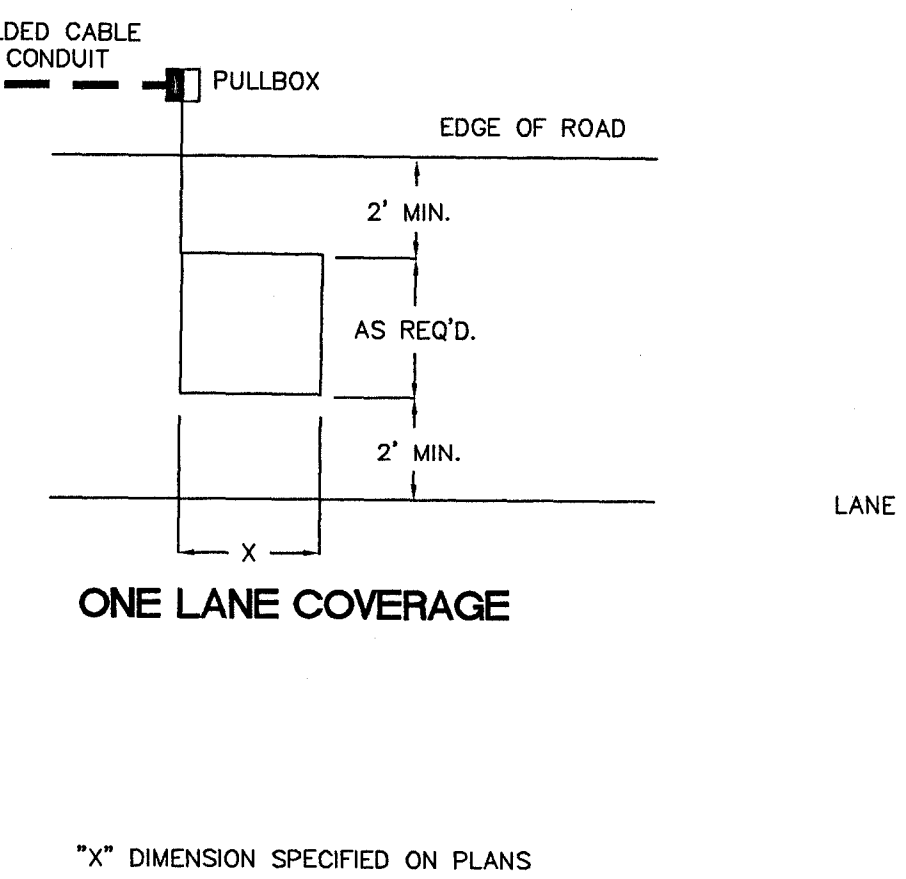 LDED CABLE
CONDUIT
PULLBOX
EDGE OF ROAD
2' MIN.
AS REQ'D.
2' MIN.
LANE
X
ONE LANE COVERAGE
"X" DIMENSION SPECIFIED ON PLANS